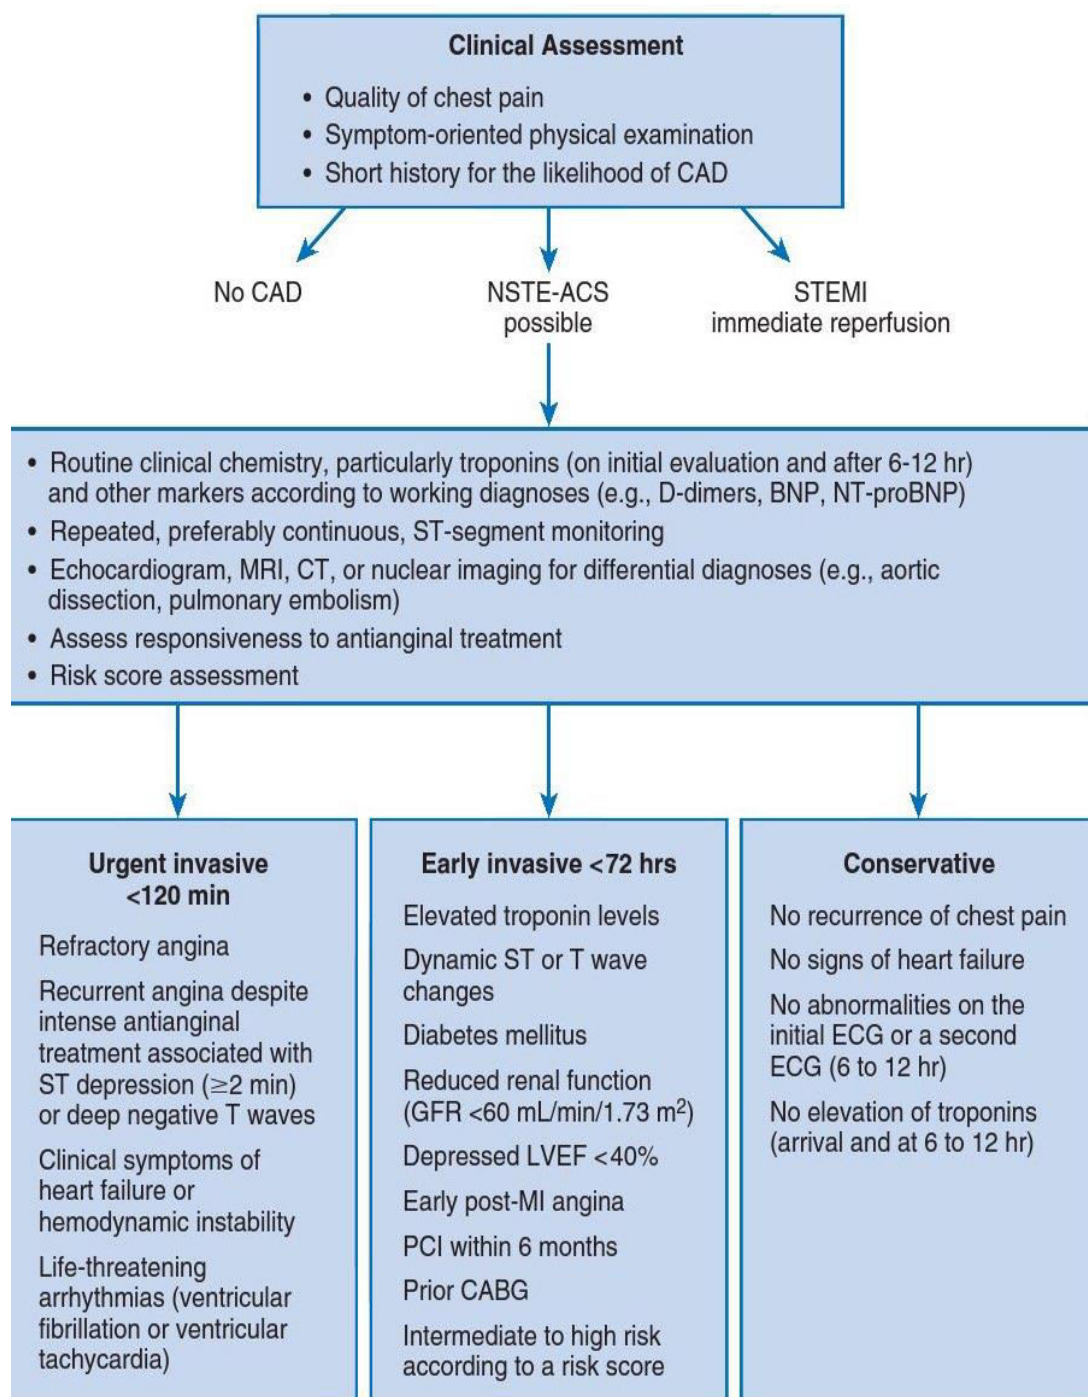 Clinical Assessment
• Quality of chest pain
• Symptom-oriented physical examination
• Short history for the likelihood of CAD
No CAD
NSTE-ACS
possible
STEMI
immediate reperfusion
• Routine clinical chemistry, particularly troponins (on initial evaluation and after 6-12 hr)
and other markers according to working diagnoses (e.g., D-dimers, BNP, NT-proBNP)
• Repeated, preferably continuous, ST-segment monitoring
• Echocardiogram, MRI, CT, or nuclear imaging for differential diagnoses (e.g., aortic
dissection, pulmonary embolism)
• Assess responsiveness to antianginal treatment
• Risk score assessment
Urgent invasive
<120 min
Refractory angina
Recurrent angina despite
intense antianginal
treatment associated with
ST depression (≥2 min)
or deep negative T waves
Clinical symptoms of
heart failure or
hemodynamic instability
Life-threatening
arrhythmias (ventricular
fibrillation or ventricular
tachycardia)
Early invasive <72 hrs
Elevated troponin levels
Dynamic ST or T wave
changes
Diabetes mellitus
Reduced renal function
(GFR <60 mL/min/1.73 m²)
Depressed LVEF <40%
Early post-MI angina
PCI within 6 months
Prior CABG
Intermediate to high risk
according to a risk score
Conservative
No recurrence of chest pain
No signs of heart failure
No abnormalities on the
initial ECG or a second
ECG (6 to 12 hr)
No elevation of troponins
(arrival and at 6 to 12 hr)